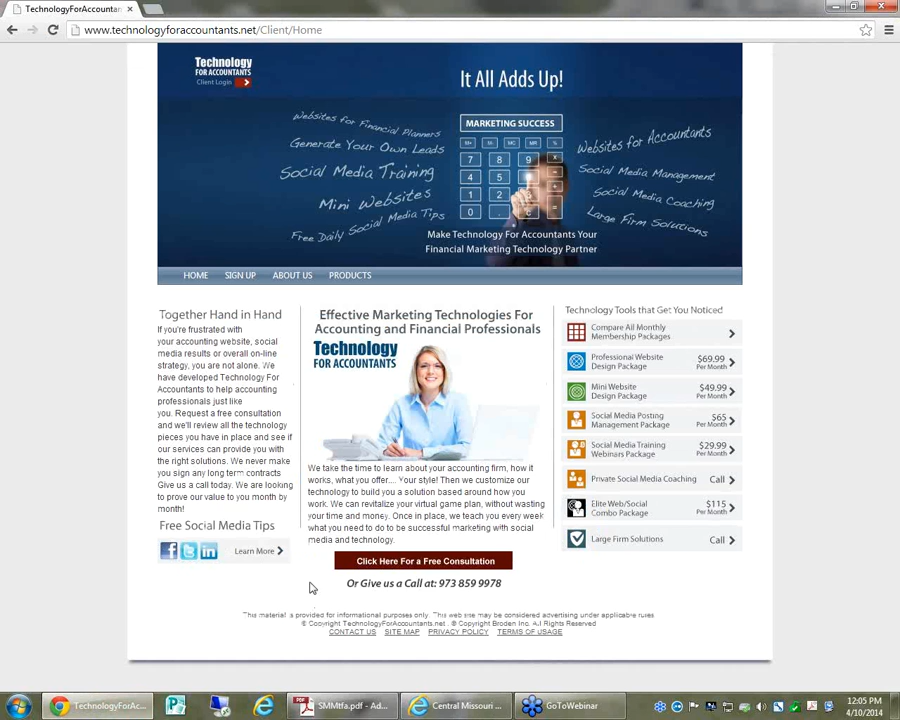 TechnologyForAccountan
www.technologyforaccountants.net/Client/Home
Technology
FOR ACCOUNTANTS
Client Login
It All Adds Up!
Websites for Financial Planners
Generate Your Own Leads
Social Media Training
Mini Websites
Free Daily Social Media Tips
MARKETING SUCCESS
M+ M- MC MR %
7 8 9 x
4 5 -
1 2 +
0 . C =
Websites for Accountants
Social Media Management
Social Media Coaching
Large Firm Solutions
Make Technology For Accountants Your
Financial Marketing Technology Partner
HOME SIGN UP ABOUT US PRODUCTS
Together Hand in Hand
If you're frustrated with
your accounting website, social
media results or overall on-line
strategy, you are not alone. We
have developed Technology For
Accountants to help accounting
professionals just like
you. Request a free consultation
and we'll review all the technology
pieces you have in place and see if
our services can provide you with
the right solutions. We never make
you sign any long term contracts
Give us a call today. We are looking
to prove our value to you month by
month!
Free Social Media Tips
Learn More
Effective Marketing Technologies For
Accounting and Financial Professionals
Technology
FOR ACCOUNTANTS
We take the time to learn about your accounting firm, how it
works, what you offer.... Your style! Then we customize our
technology to build you a solution based around how you
work. We can revitalize your virtual game plan, without wasting
your time and money. Once in place, we teach you every week
what you need to do to be successful marketing with social
media and technology.
Click Here For a Free Consultation
Or Give us a Call at: 973 859 9978
Technology Tools that Get You Noticed
Compare All Monthly
Membership Packages
Professional Website
Design Package
$69.99
Per Month
Mini Website
Design Package
$49.99
Per Month
Social Media Posting
Management Package
$65
Per Month
Social Media Training
Webinars Package
$29.99
Per Month
Private Social Media Coaching Call
Elite Web/Social
Combo Package
$115
Per Month
Large Firm Solutions Call
This material is provided for informational purposes only. This web site may be considered advertising under applicable rules
© Copyright TechnologyForAccountants.net . © Copyright Broden Inc. All Rights Reserved
CONTACT US SITE MAP PRIVACY POLICY TERMS OF USAGE
TechnologyForAc...
SMMtfa.pdf - Ad...
Central Missouri ...
GoToWebinar
12:05 PM
4/10/2014